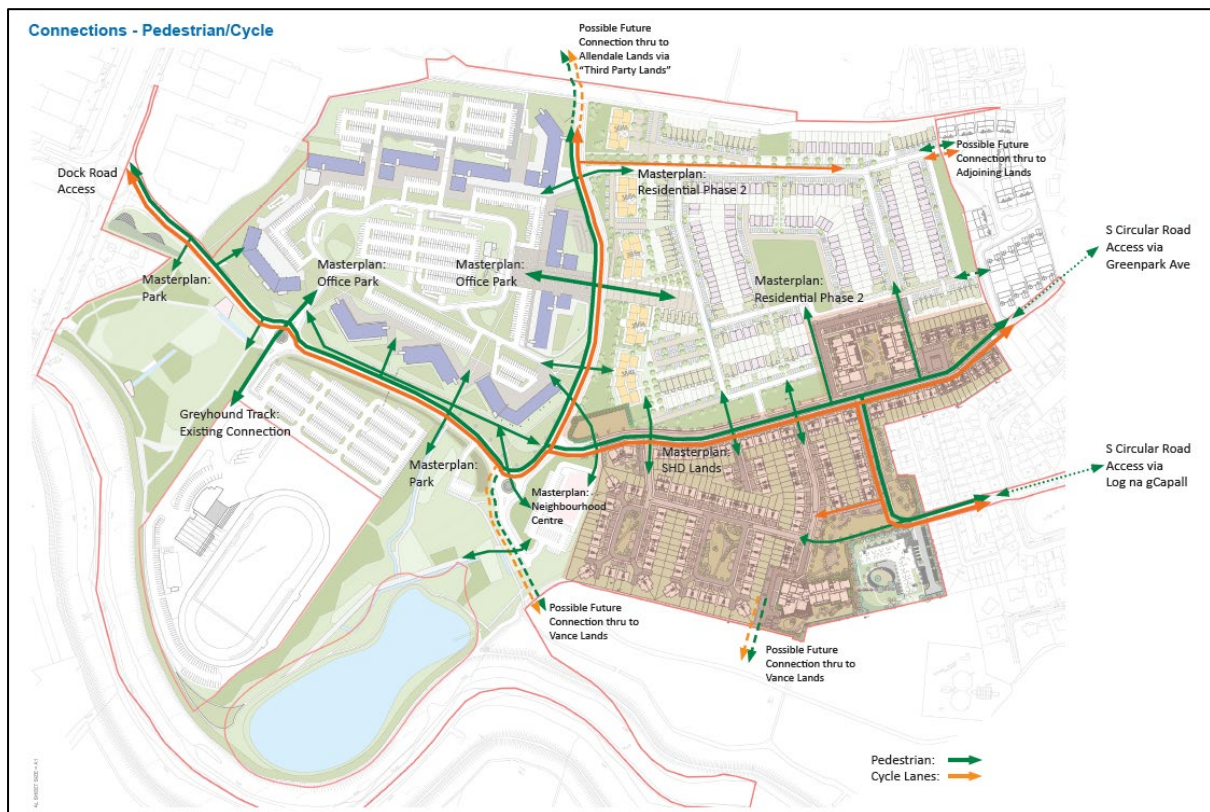 Connections - Pedestrian/Cycle
Possible Future
Connection thru to
Allendale Lands via
"Third Party Lands"
Dock Road
Access
Possible Future
Connection thru to
Adjoining Lands
Masterplan:
Residential Phase 2
S Circular Road
Access via
Greenpark Ave
Masterplan:
Park
Masterplan:
Office Park
Masterplan:
Office Park
Masterplan:
Residential Phase 2
Greyhound Track:
Existing Connection
Masterplan:
Park
Masterplan:
SHD Lands
S Circular Road
Access via
Log na gCapall
Masterplan:
Neighbourhood
Centre
Possible Future
Connection thru to
Vance Lands
Possible Future
Connection thru to
Vance Lands
Pedestrian:
Cycle Lanes: